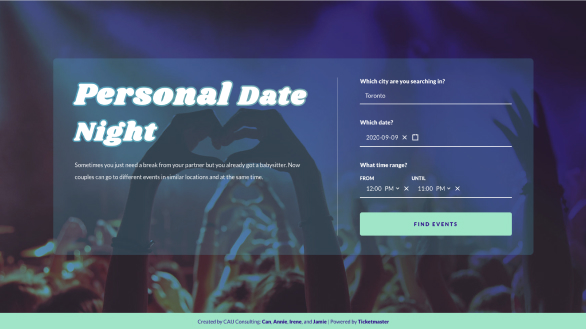 Personal Date
Night
Sometimes you just need a break from your partner but you already got a babysitter. Now
couples can go to different events in similar locations and at the same time.
Which city are you searching in?
Toronto
Which date?
2020-09-09
What time range?
FROM UNTIL
12:00 PM 11:00 PM
FIND EVENTS
Created by CAU Consulting: Can, Annie, Irene, and Jamie | Powered by Ticketmaster